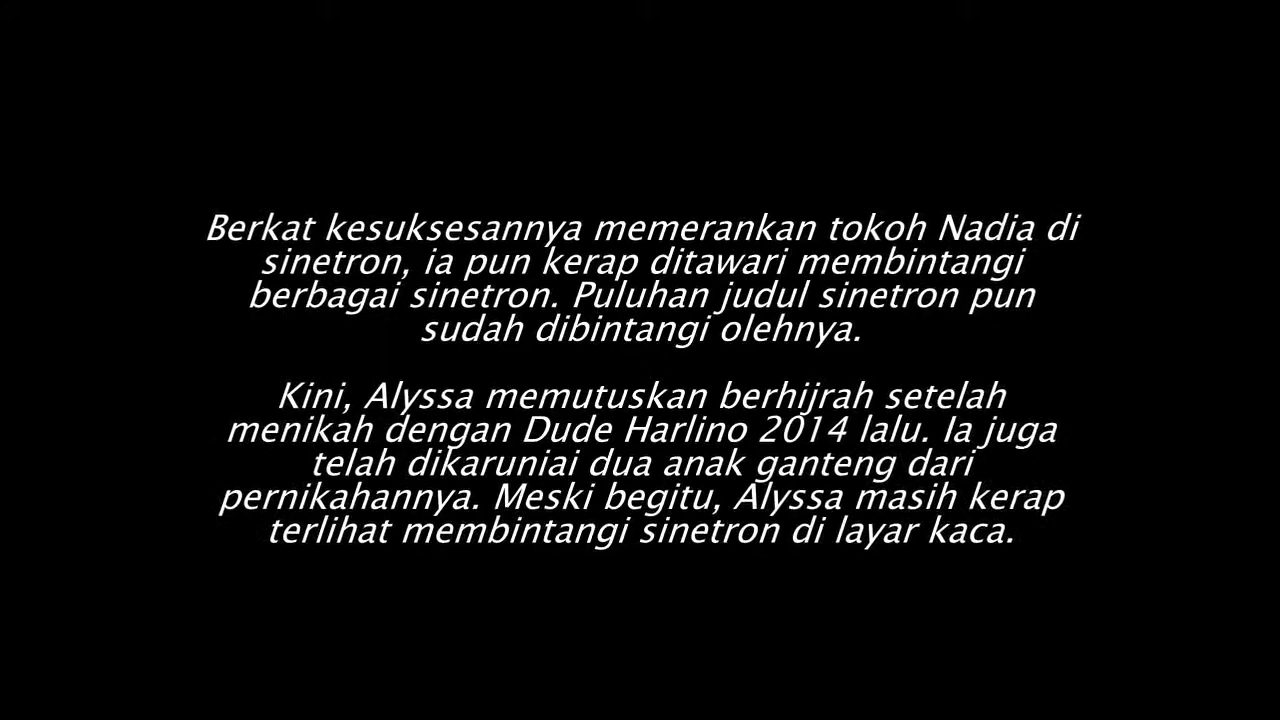 Berkat kesuksesannya memerankan tokoh Nadia di
sinetron, ia pun kerap ditawari membintangi
berbagai sinetron. Puluhan judul sinetron pun
sudah dibintangi olehnya.
Kini, Alyssa memutuskan berhijrah setelah
menikah dengan Dude Harlino 2014 lalu. Ia juga
telah dikaruniai dua anak ganteng dari
pernikahannya. Meski begitu, Alyssa masih kerap
terlihat membintangi sinetron di layar kaca.